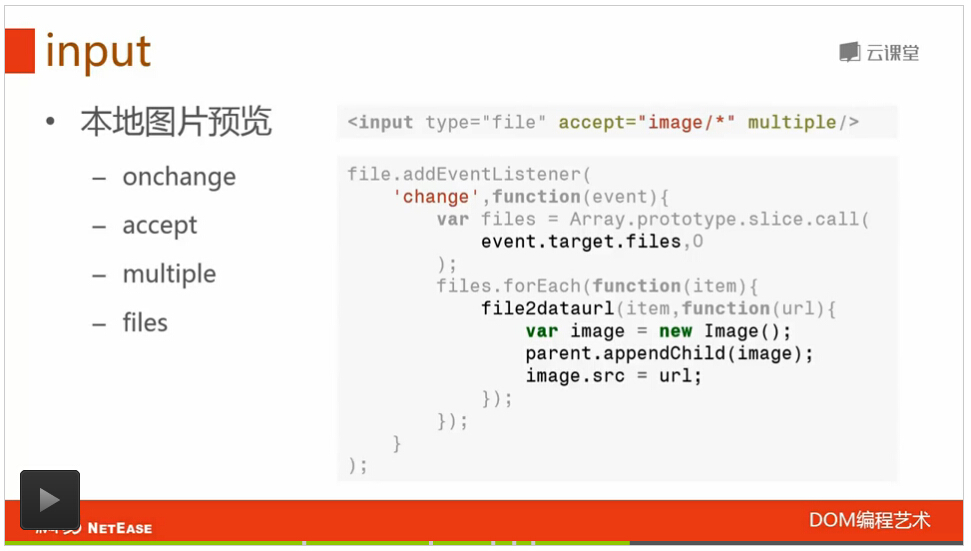 input
云课堂
• 本地图片预览
– onchange
– accept
– multiple
– files
<input type="file" accept="image/*" multiple/>
file.addEventListener(
    'change',function(event){
        var files = Array.prototype.slice.call(
            event.target.files,0
        );
        files.forEach(function(item){
            file2dataurl(item,function(url){
                var image = new Image();
                parent.appendChild(image);
                image.src = url;
            });
        });
    }
);
NETEASE
DOM编程艺术